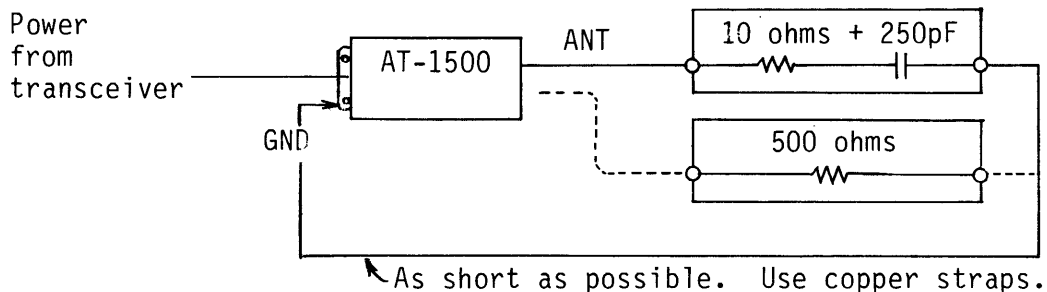 Power
from
transceiver
AT-1500
ANT
10 ohms + 250pF
GND
500 ohms
As short as possible. Use copper straps.